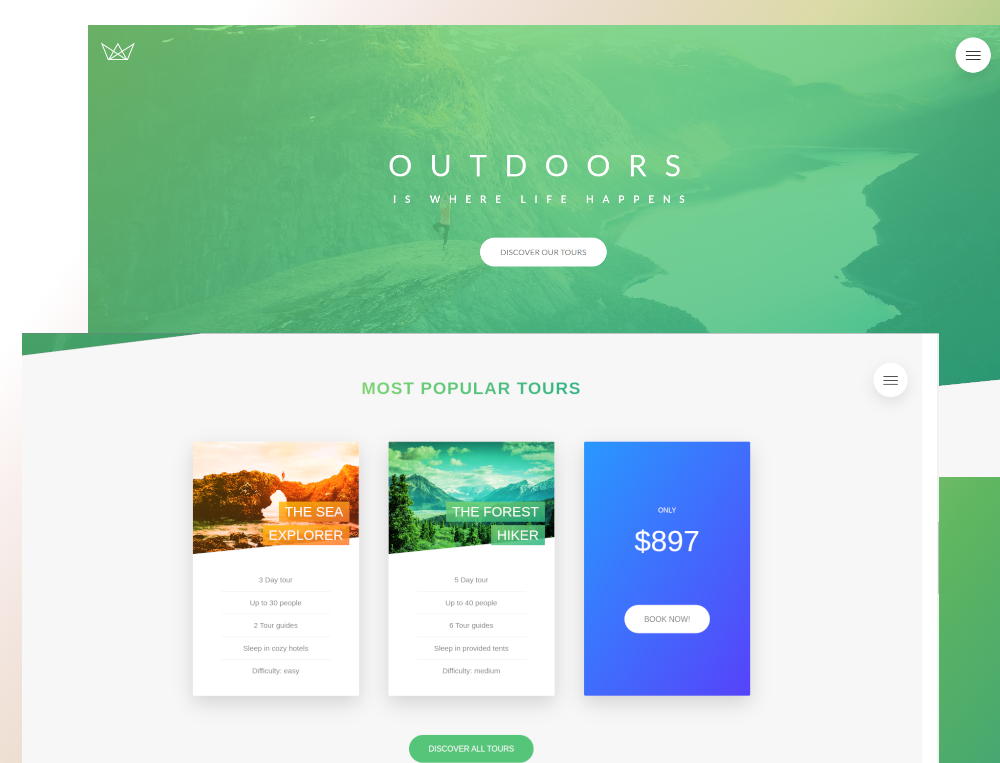 OUTDOORS
IS WHERE LIFE HAPPENS
DISCOVER OUR TOURS
MOST POPULAR TOURS
THE SEA
EXPLORER
3 Day tour
Up to 30 people
2 Tour guides
Sleep in cozy hotels
Difficulty: easy
THE FOREST
HIKER
5 Day tour
Up to 40 people
6 Tour guides
Sleep in provided tents
Difficulty: medium
ONLY
$897
BOOK NOW!
DISCOVER ALL TOURS